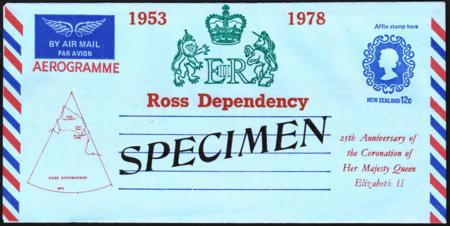 1953
1978
Affix stamp here
BY AIR MAIL
PAR AVION
AEROGRAMME
E II R
NEW ZEALAND 12c
Ross Dependency
SPECIMEN
25th Anniversary of
the Coronation of
Her Majesty Queen
Elizabeth II
ROSS DEPENDENCY